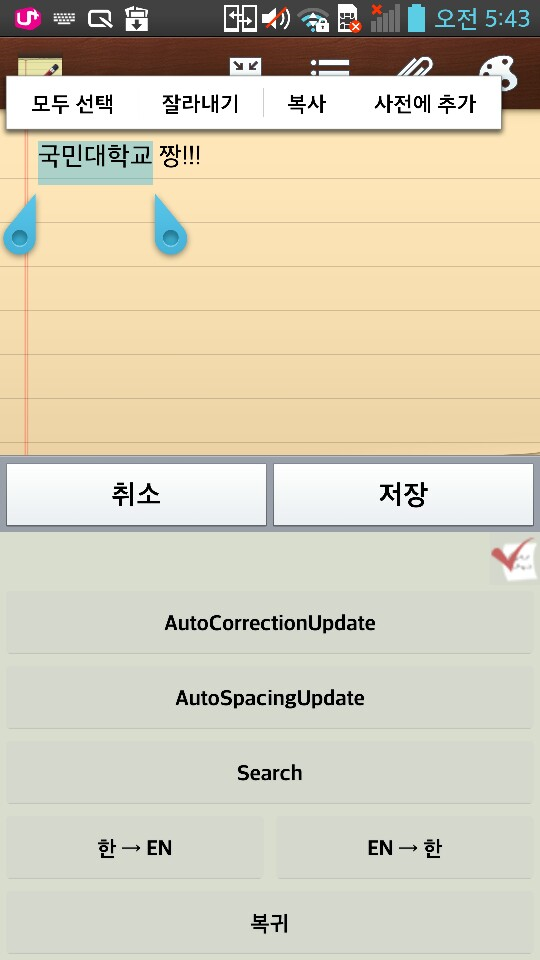 U+ 오전 5:43
모두 선택 잘라내기 복사 사전에 추가
국민대학교 짱!!!
취소 저장
AutoCorrectionUpdate
AutoSpacingUpdate
Search
한 → EN EN → 한
복귀